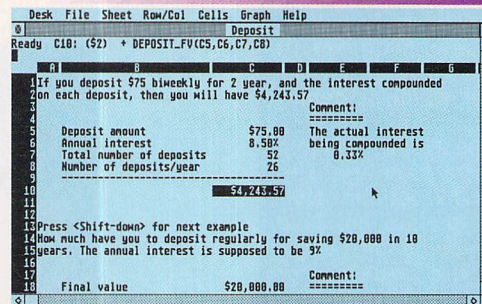 Desk File Sheet Row/Col Cells Graph Help
Deposit
Ready C10: ($2) + DEPOSIT_FV(C5,C6,C7,C8)
A B C D E F G
1 If you deposit $75 biweekly for 2 year, and the interest compounded
2 on each deposit, then you will have $4,243.57
3 Comment:
4 =========
5 Deposit amount $75.00 The actual interest
6 Annual interest 8.50% being compounded is
7 Total number of deposits 52 0.33%
8 Number of deposits/year 26
9 ----------------------------------------
10 $4,243.57
11
12
13 Press <Shift-down> for next example
14 How much have you to deposit regularly for saving $20,000 in 10
15 years. The annual interest is supposed to be 9%
16
17 Comment:
18 Final value $20,000.00 =========